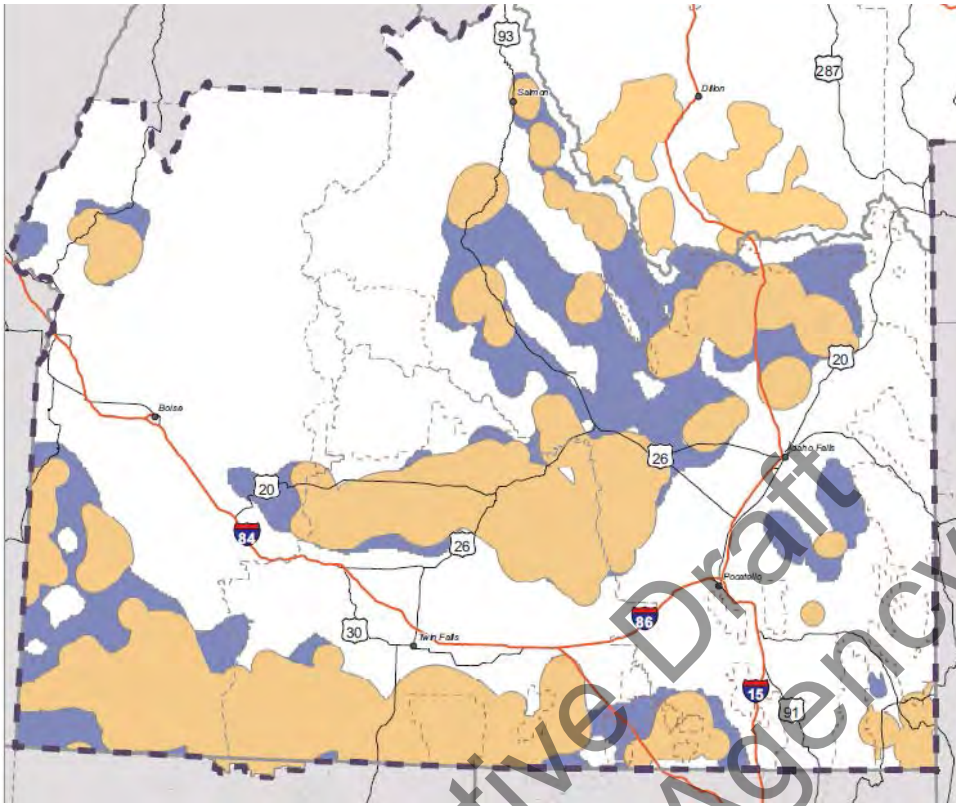 93
287
Salmon
Dillon
20
Boise
Idaho Falls
26
20
84
26
Pocatello
86
30
Twin Falls
15
91
tive Draft
Agency